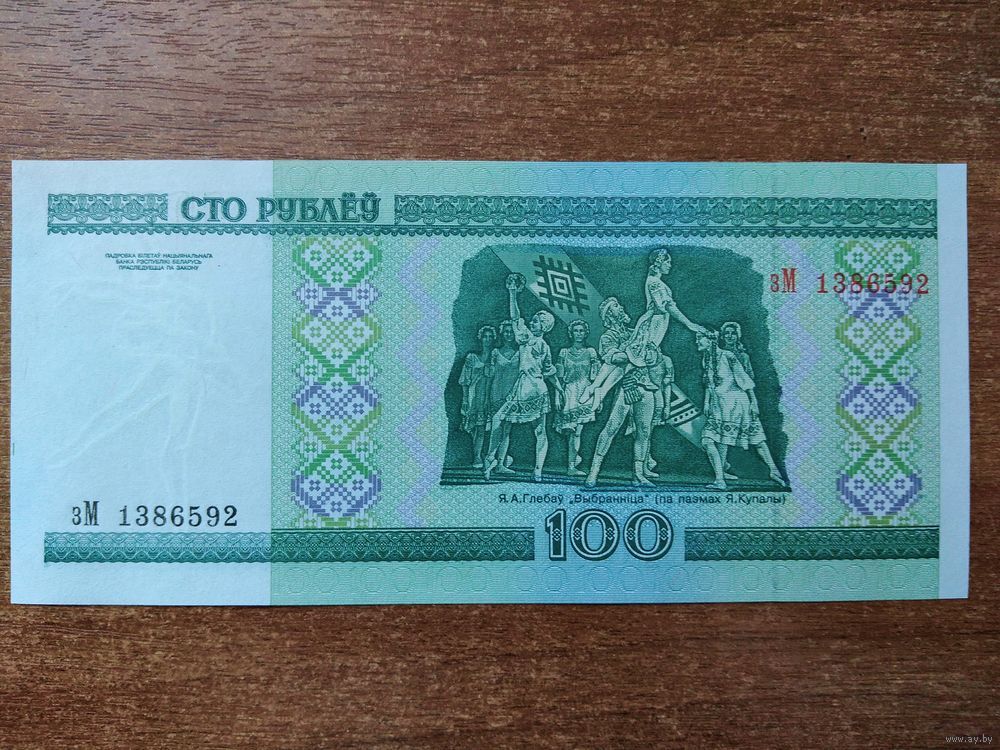 СТО РУБЛЁЎ
ПАДРОБКА БІЛЕТАЎ НАЦЫЯНАЛЬНАГА
БАНКА РЭСПУБЛІКІ БЕЛАРУСЬ
ПРАСЛЕДУЕЦЦА ПА ЗАКОНУ
зМ 1386592
Я.А.Глебаў „Выбранніца" (па паэмах Я.Купалы)
зМ 1386592
100
www.ay.by